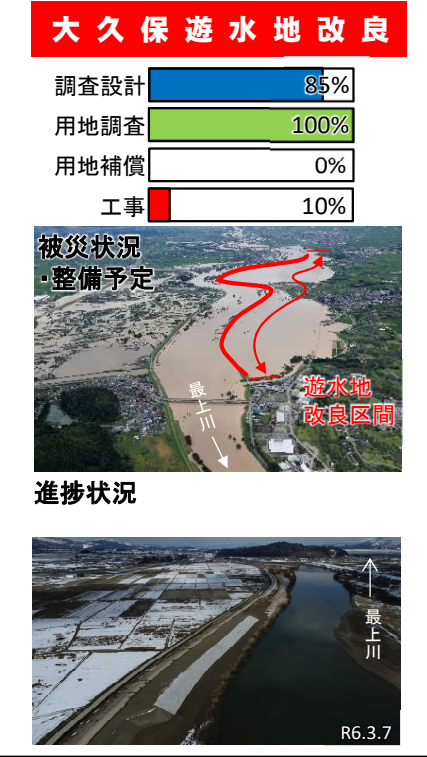 大久保遊水地改良
調査設計 85%
用地調査 100%
用地補償 0%
工事 10%
被災状況
・整備予定
最上川
遊水地
改良区間
進捗状況
最上川
R6.3.7